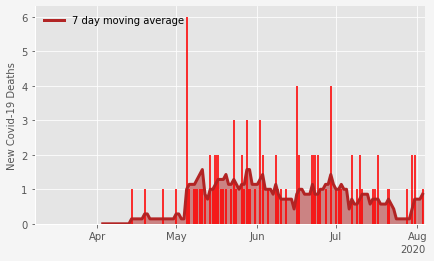 7 day moving average
New Covid-19 Deaths
6
5
4
3
2
1
0
Apr
May
Jun
Jul
Aug
2020